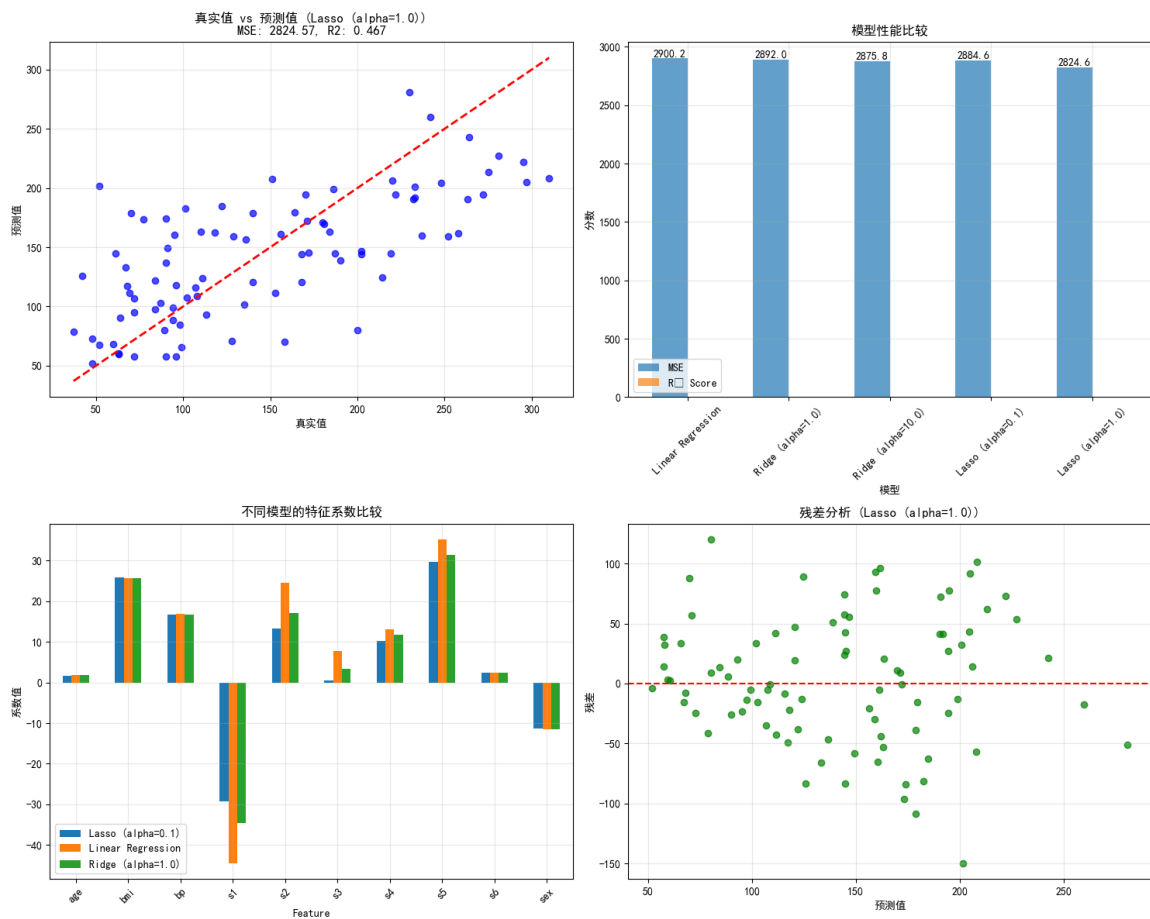 真实值 vs 预测值 (Lasso (alpha=1.0))
MSE: 2824.57, R2: 0.467
300
250
200
150
100
50
预测值
50
100
150
200
250
300
真实值
模型性能比较
2900.2
2892.0
2875.8
2884.6
2824.6
3000
2500
2000
1500
1000
500
0
分数
MSE
R□ Score
Linear Regression
Ridge (alpha=1.0)
Ridge (alpha=10.0)
Lasso (alpha=0.1)
Lasso (alpha=1.0)
模型
不同模型的特征系数比较
30
20
10
0
−10
−20
−30
−40
系数值
Lasso (alpha=0.1)
Linear Regression
Ridge (alpha=1.0)
age
bmi
bp
s1
s2
s3
s4
s5
s6
sex
Feature
残差分析 (Lasso (alpha=1.0))
100
50
0
−50
−100
−150
残差
50
100
150
200
250
预测值